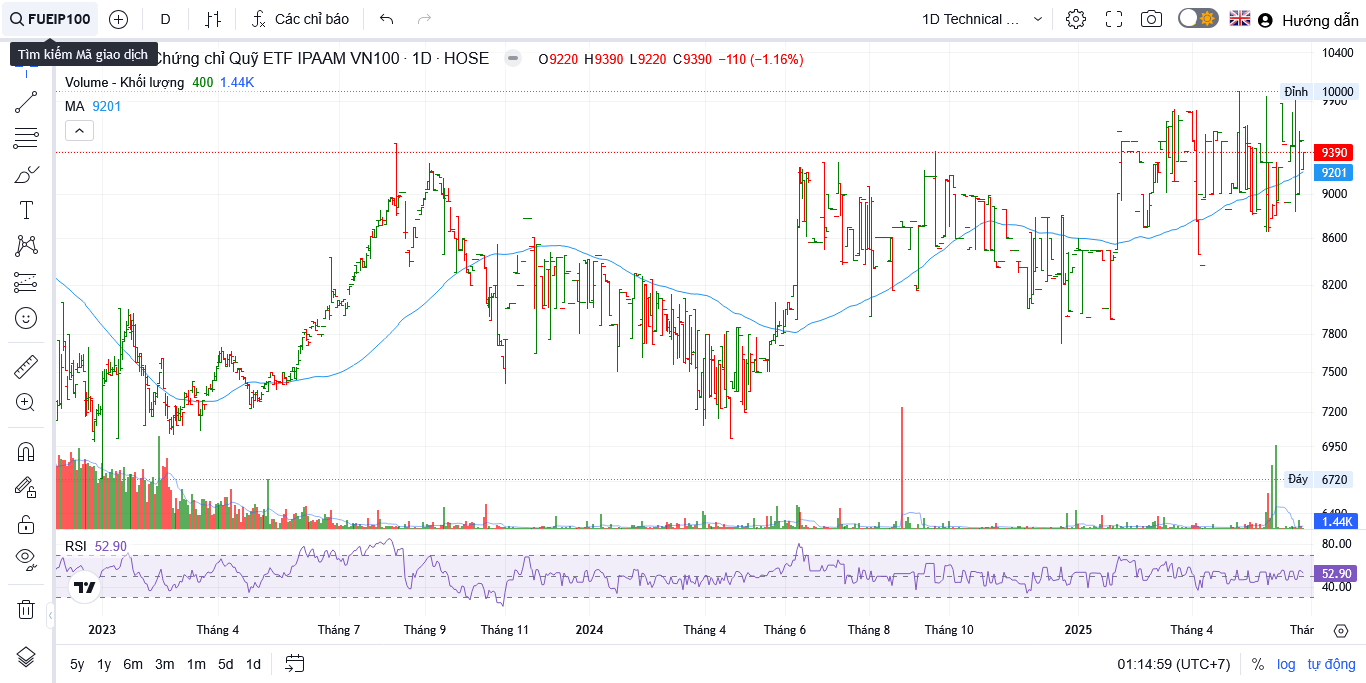 FUEIP100 D Các chỉ báo 1D Technical ... Hướng dẫn
Tìm kiếm Mã giao dịch
Chứng chỉ Quỹ ETF IPAAM VN100 · 1D · HOSE O9220 H9390 L9220 C9390 −110 (−1.16%)
Volume - Khối lượng 400 1.44K
MA 9201
10400
Đỉnh 10000
9900
9390
9201
9000
8600
8200
7800
7500
7200
6950
Đáy 6720
6490
1.44K
RSI 52.90
80.00
52.90
40.00
2023 Tháng 4 Tháng 7 Tháng 9 Tháng 11 2024 Tháng 4 Tháng 6 Tháng 8 Tháng 10 2025 Tháng 4 Thár
5y 1y 6m 3m 1m 5d 1d 01:14:59 (UTC+7) % log tự động